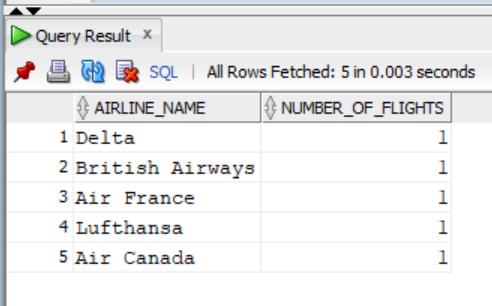 Query Result x
SQL | All Rows Fetched: 5 in 0.003 seconds
AIRLINE_NAME NUMBER_OF_FLIGHTS
1 Delta 1
2 British Airways 1
3 Air France 1
4 Lufthansa 1
5 Air Canada 1